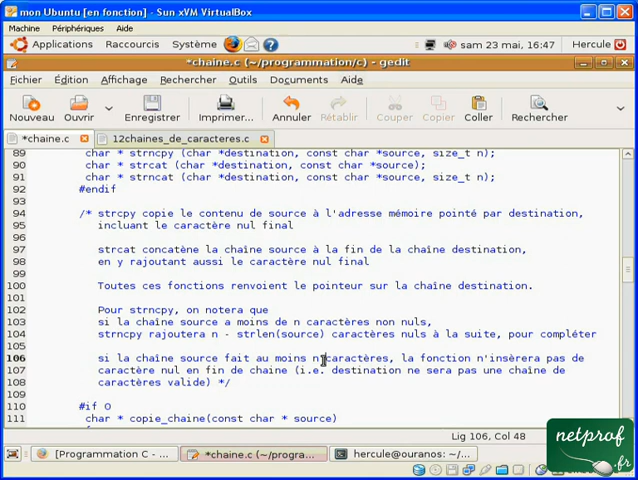 mon Ubuntu [en fonction] - Sun xVM VirtualBox
Machine Périphériques Aide
Applications Raccourcis Système sam 23 mai, 16:47 Hercule
*chaine.c (~/programmation/c) - gedit
Fichier Édition Affichage Rechercher Outils Documents Aide
Nouveau Ouvrir Enregistrer Imprimer... Annuler Rétablir Couper Copier Coller Rechercher
*chaine.c 12chaines_de_caracteres.c
89 char * strncpy (char *destination, const char *source, size_t n);
90 char * strcat (char *destination, const char *source);
91 char * strncat (char *destination, const char *source, size_t n);
92 #endif
93
94 /* strcpy copie le contenu de source à l'adresse mémoire pointé par destination,
95 incluant le caractère nul final
96
97 strcat concatène la chaîne source à la fin de la chaîne destination,
98 en y rajoutant aussi le caractère nul final
99
100 Toutes ces fonctions renvoient le pointeur sur la chaîne destination.
101
102 Pour strncpy, on notera que
103 si la chaîne source a moins de n caractères non nuls,
104 strncpy rajoutera n - strlen(source) caractères nuls à la suite, pour compléter
105
106 si la chaîne source fait au moins n caractères, la fonction n'insèrera pas de
107 caractère nul en fin de chaine (i.e. destination ne sera pas une chaîne de
108 caractères valide) */
109
110 #if 0
111 char * copie_chaine(const char * source)
Lig 106, Col 48
[Programmation C - ... *chaine.c (~/progra... hercule@ouranos: ~/...
netprof
.fr